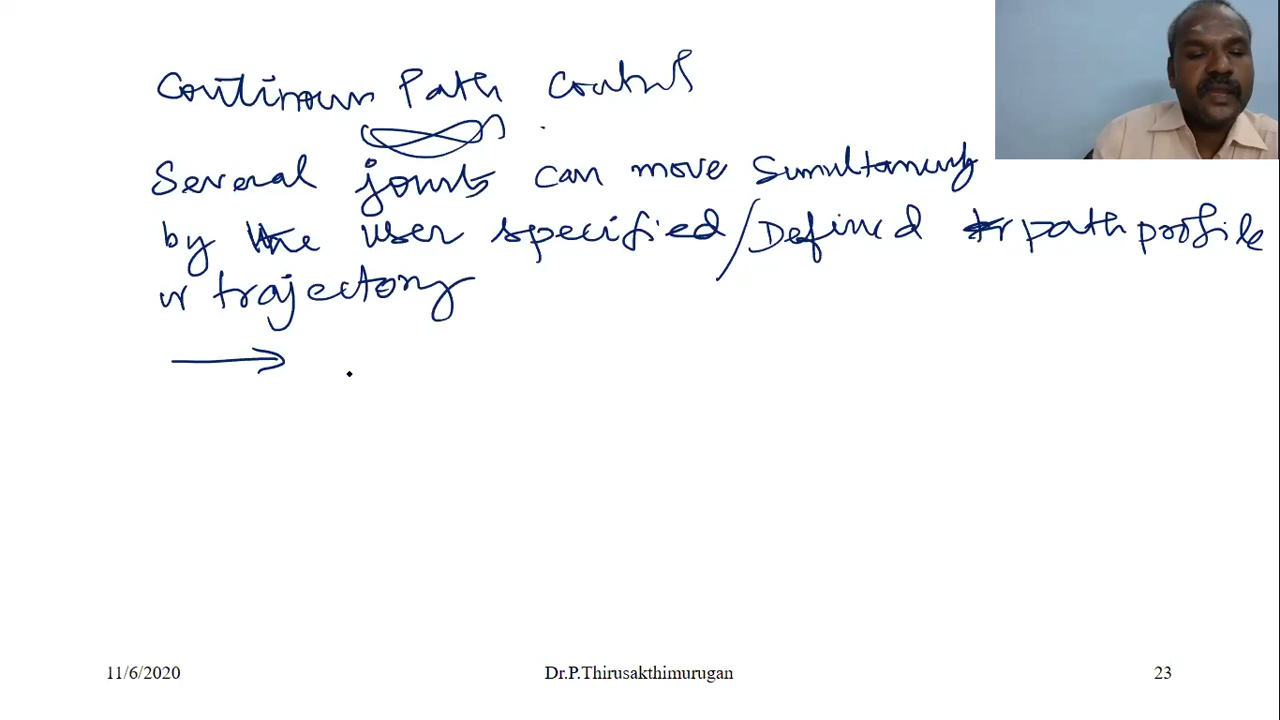 Continuous Path Control
Several joints can move Simultaneously
by the user specified/Defined path profile
or trajectory
11/6/2020 Dr.P.Thirusakthimurugan 23